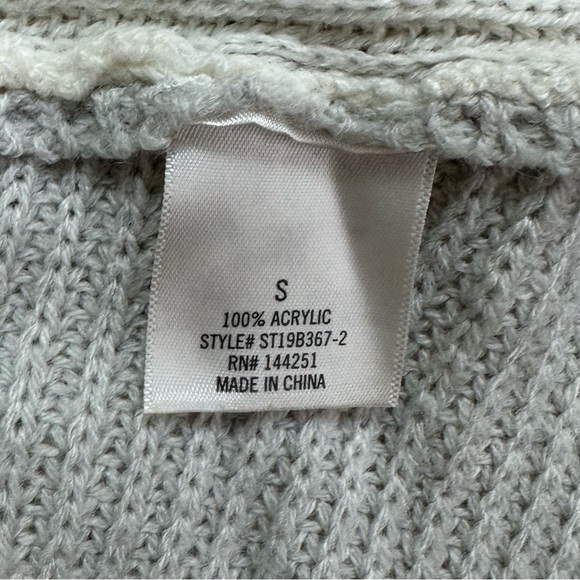 S
100% ACRYLIC
STYLE# ST19B367-2
RN# 144251
MADE IN CHINA